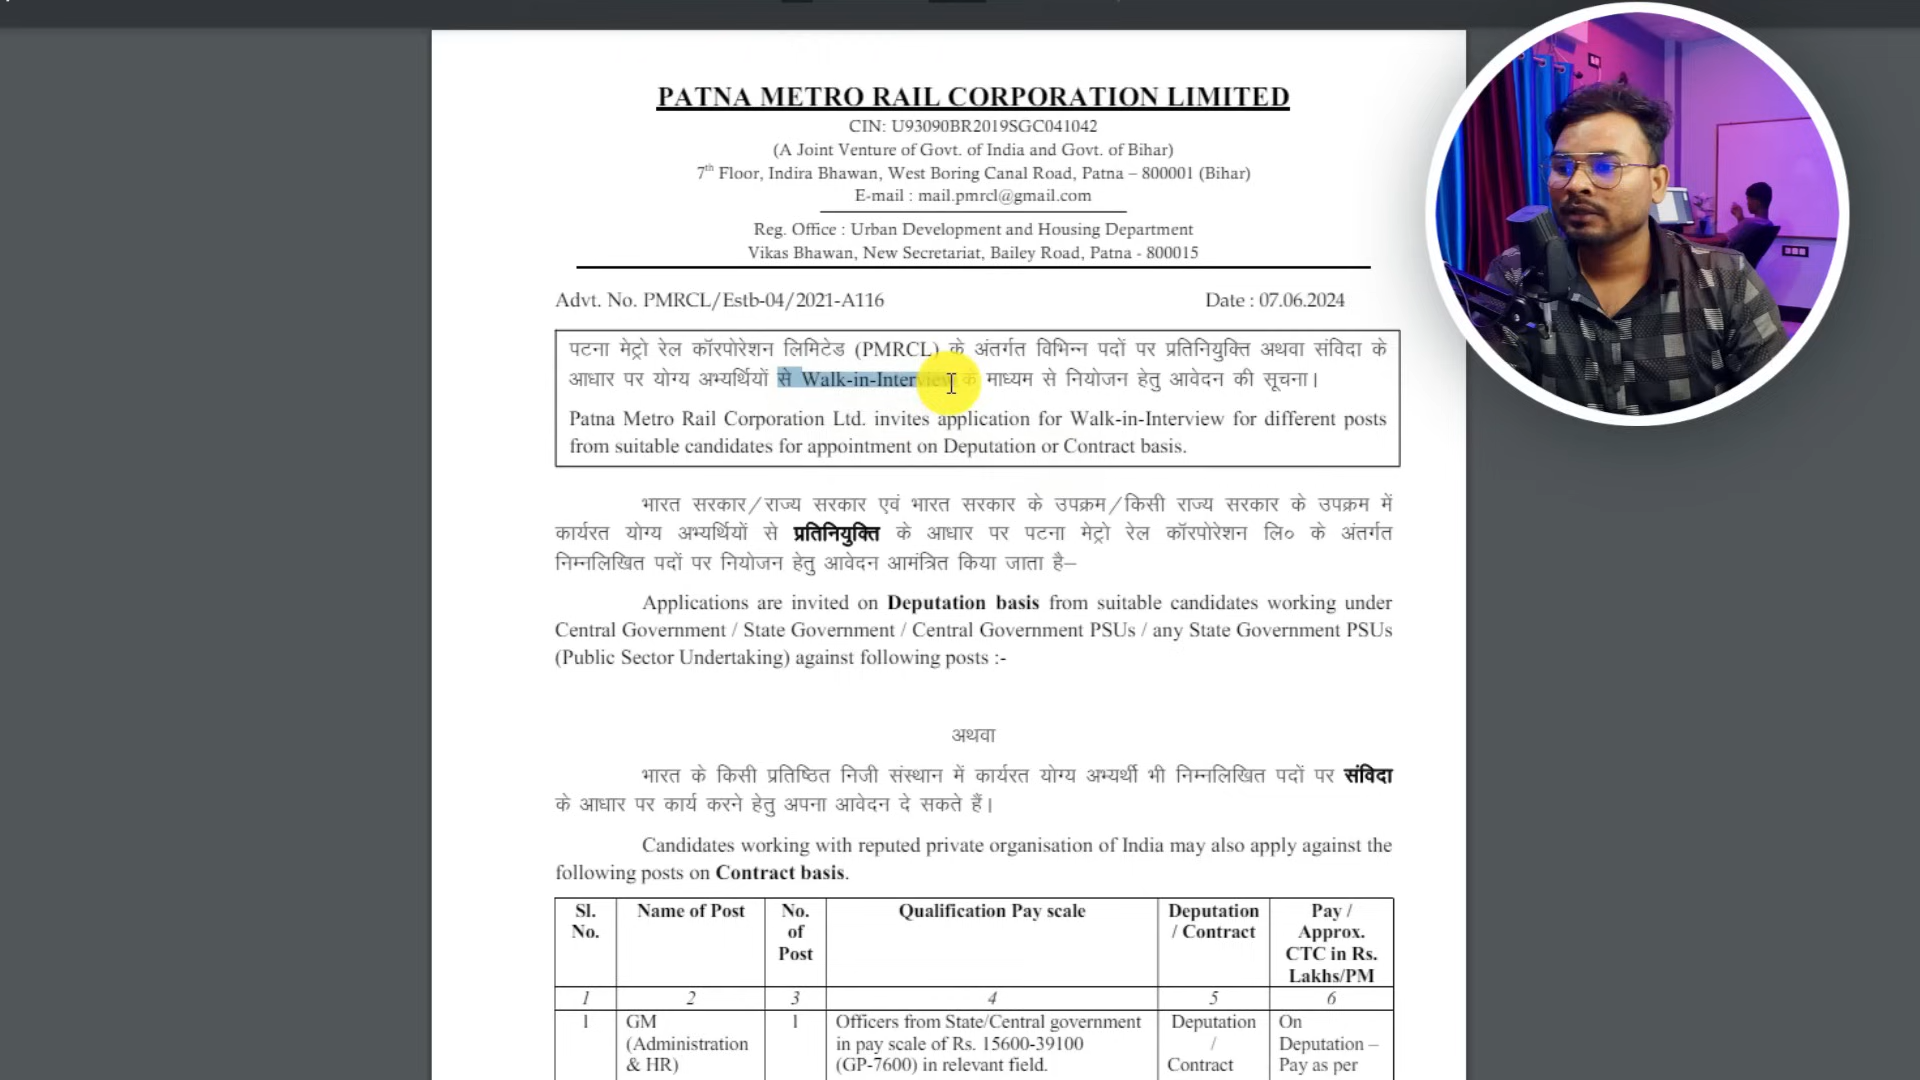 PATNA METRO RAIL CORPORATION LIMITED
CIN: U93090BR2019SGC041042
(A Joint Venture of Govt. of India and Govt. of Bihar)
7th Floor, Indira Bhawan, West Boring Canal Road, Patna – 800001 (Bihar)
E-mail : mail.pmrcl@gmail.com
Reg. Office : Urban Development and Housing Department
Vikas Bhawan, New Secretariat, Bailey Road, Patna - 800015
Advt. No. PMRCL/Estb-04/2021-A116 Date : 07.06.2024
पटना मेट्रो रेल कॉरपोरेशन लिमिटेड (PMRCL) के अंतर्गत विभिन्न पदों पर प्रतिनियुक्ति अथवा संविदा के
आधार पर योग्य अभ्यर्थियों से Walk-in-Interview के माध्यम से नियोजन हेतु आवेदन की सूचना।
Patna Metro Rail Corporation Ltd. invites application for Walk-in-Interview for different posts
from suitable candidates for appointment on Deputation or Contract basis.
भारत सरकार/राज्य सरकार एवं भारत सरकार के उपक्रम/किसी राज्य सरकार के उपक्रम में
कार्यरत योग्य अभ्यर्थियों से प्रतिनियुक्ति के आधार पर पटना मेट्रो रेल कॉरपोरेशन लि० के अंतर्गत
निम्नलिखित पदों पर नियोजन हेतु आवेदन आमंत्रित किया जाता है–
Applications are invited on Deputation basis from suitable candidates working under
Central Government / State Government / Central Government PSUs / any State Government PSUs
(Public Sector Undertaking) against following posts :-
अथवा
भारत के किसी प्रतिष्ठित निजी संस्थान में कार्यरत योग्य अभ्यर्थी भी निम्नलिखित पदों पर संविदा
के आधार पर कार्य करने हेतु अपना आवेदन दे सकते हैं।
Candidates working with reputed private organisation of India may also apply against the
following posts on Contract basis.
Sl. Name of Post No. Qualification Pay scale Deputation Pay /
No. of / Contract Approx.
Post CTC in Rs.
Lakhs/PM
1 2 3 4 5 6
1 GM 1 Officers from State/Central government Deputation On
(Administration in pay scale of Rs. 15600-39100 / Deputation –
& HR) (GP-7600) in relevant field. Contract Pay as per